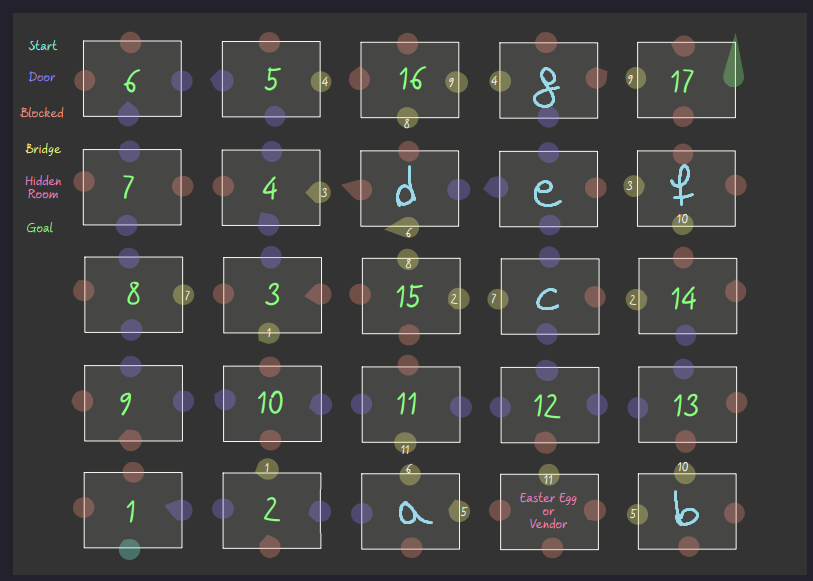 Start
Door
Blocked
Bridge
Hidden
Room
Goal
6
5 4
16 9
8
4 8
9 17
7
4 3
d
6
e
3 f
10
8 7
3
1
8
15 2
7 c
2 14
9
10
11
11
12
13
1
1
2
6
a 5
11
Easter Egg
or
Vendor
10
5 b